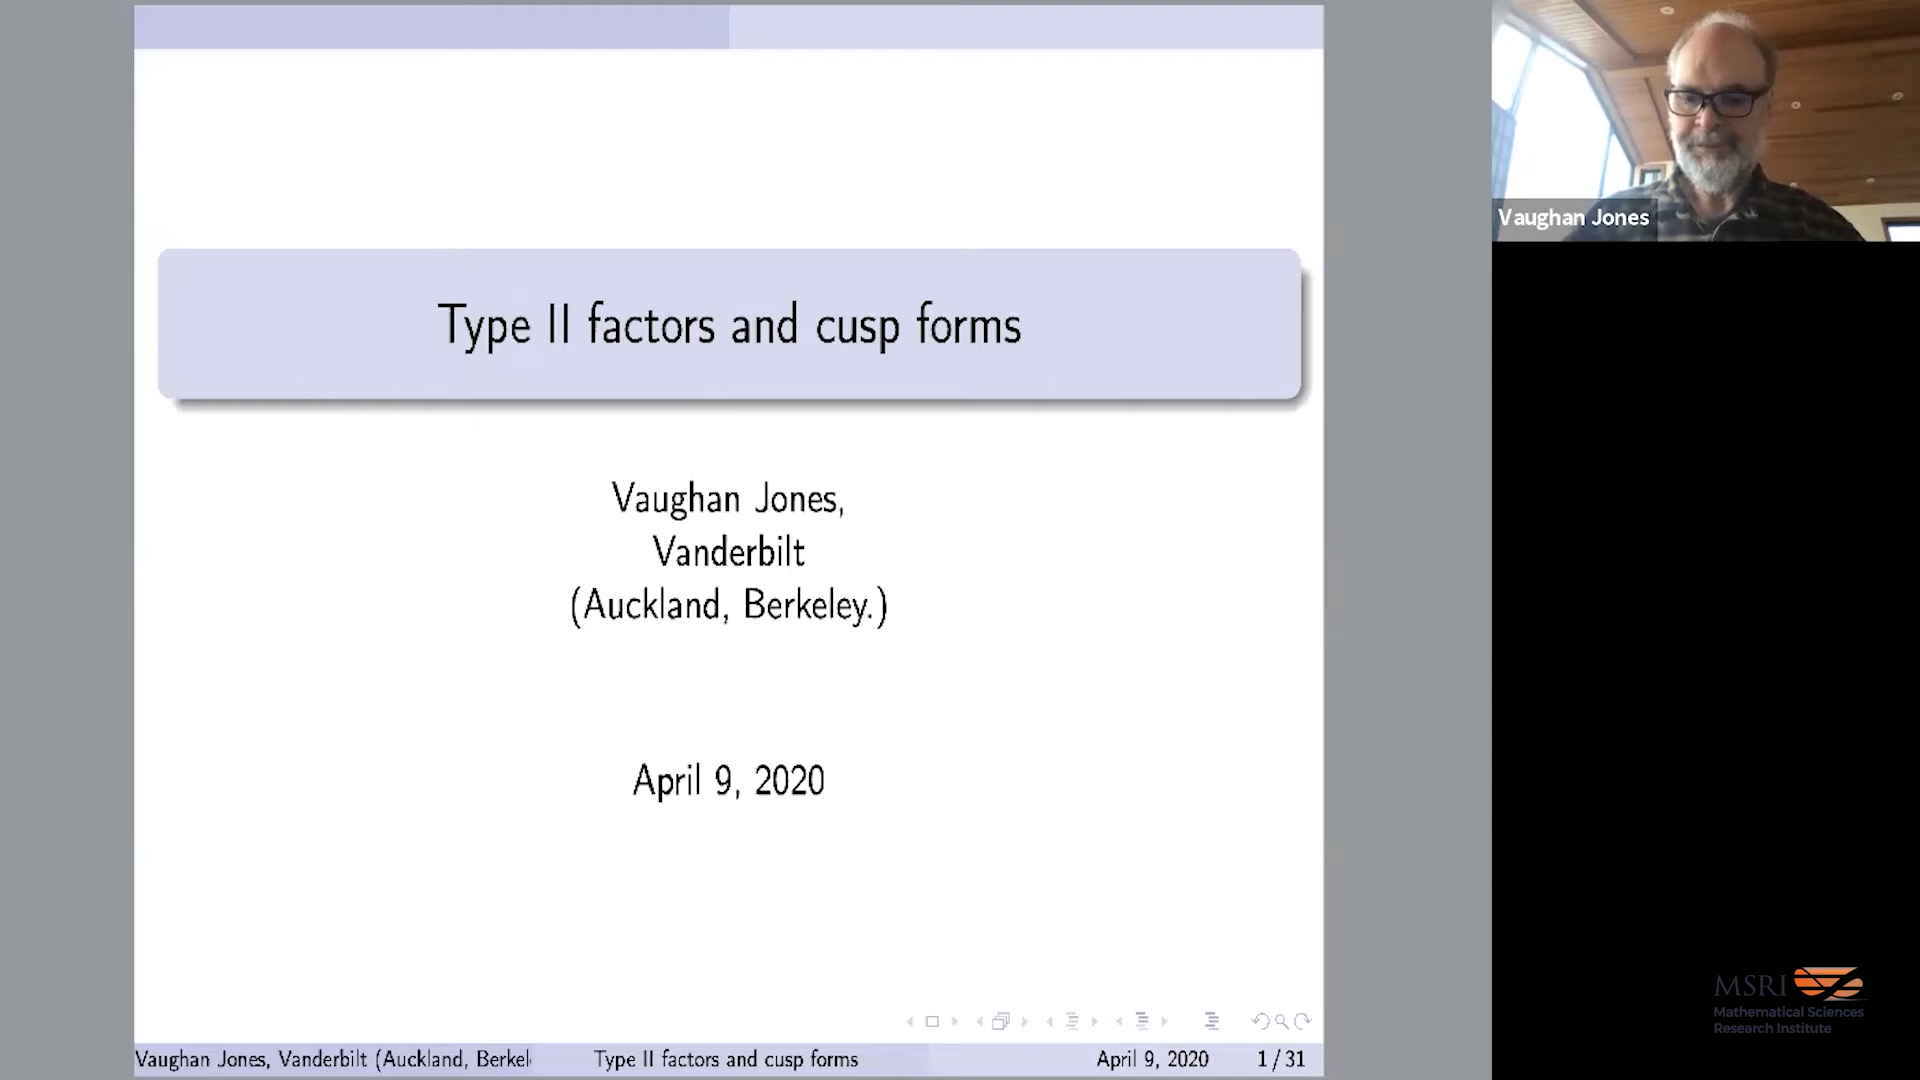 Type II factors and cusp forms
Vaughan Jones,
Vanderbilt
(Auckland, Berkeley.)
April 9, 2020
Vaughan Jones, Vanderbilt (Auckland, Berkel
Type II factors and cusp forms
April 9, 2020
1 / 31
Vaughan Jones
MSRI
Mathematical Sciences
Research Institute